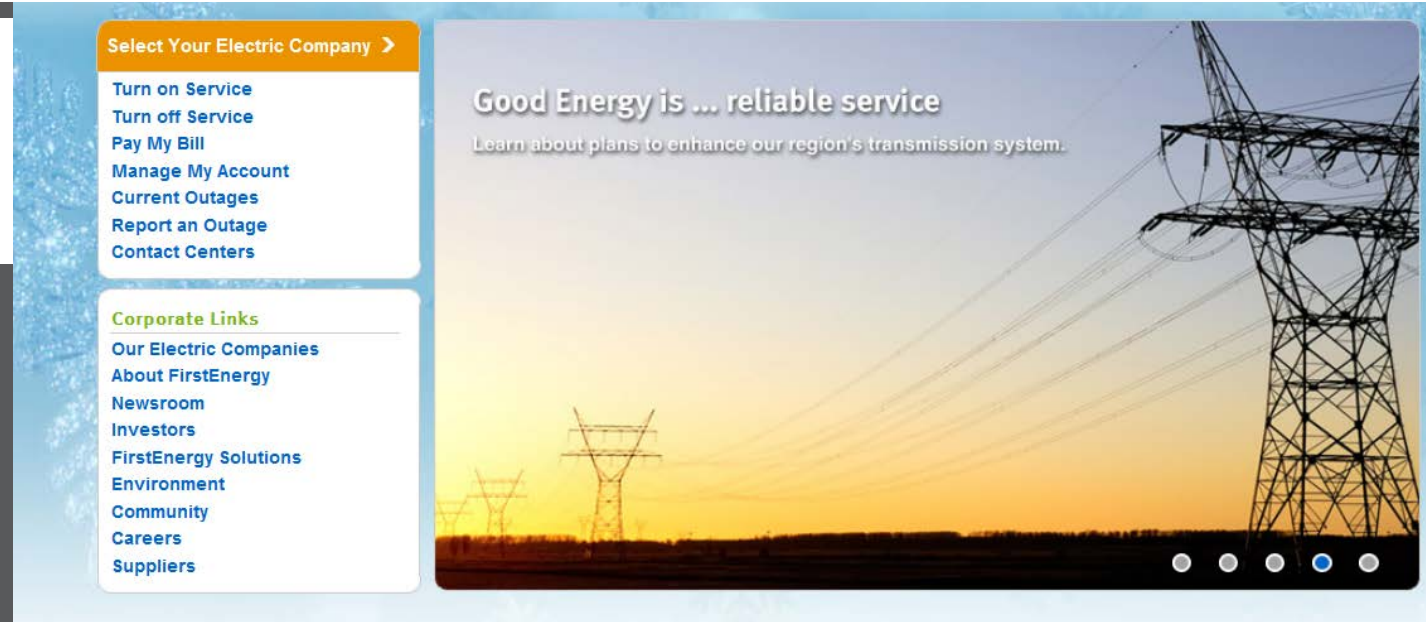 Select Your Electric Company
Turn on Service
Turn off Service
Pay My Bill
Manage My Account
Current Outages
Report an Outage
Contact Centers
Corporate Links
Our Electric Companies
About FirstEnergy
Newsroom
Investors
FirstEnergy Solutions
Environment
Community
Careers
Suppliers
Good Energy is ... reliable service
Learn about plans to enhance our region's transmission system.